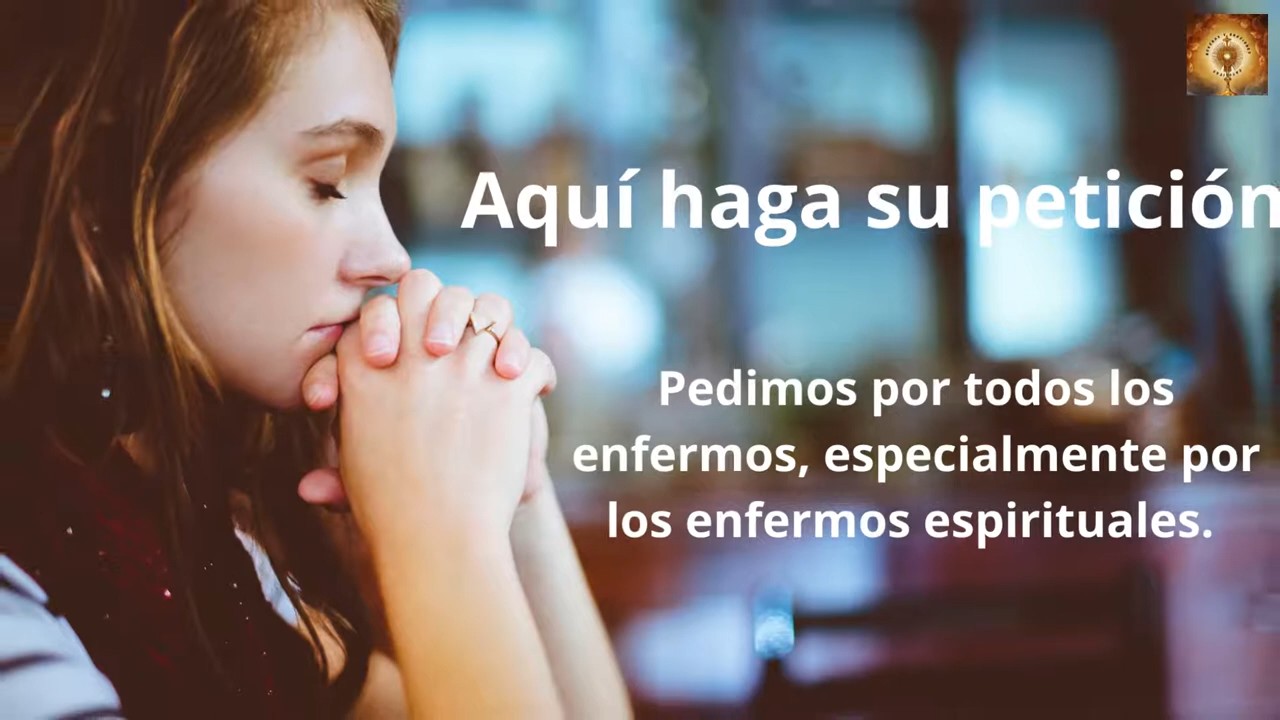 Aquí haga su petición
Pedimos por todos los
enfermos, especialmente por
los enfermos espirituales.